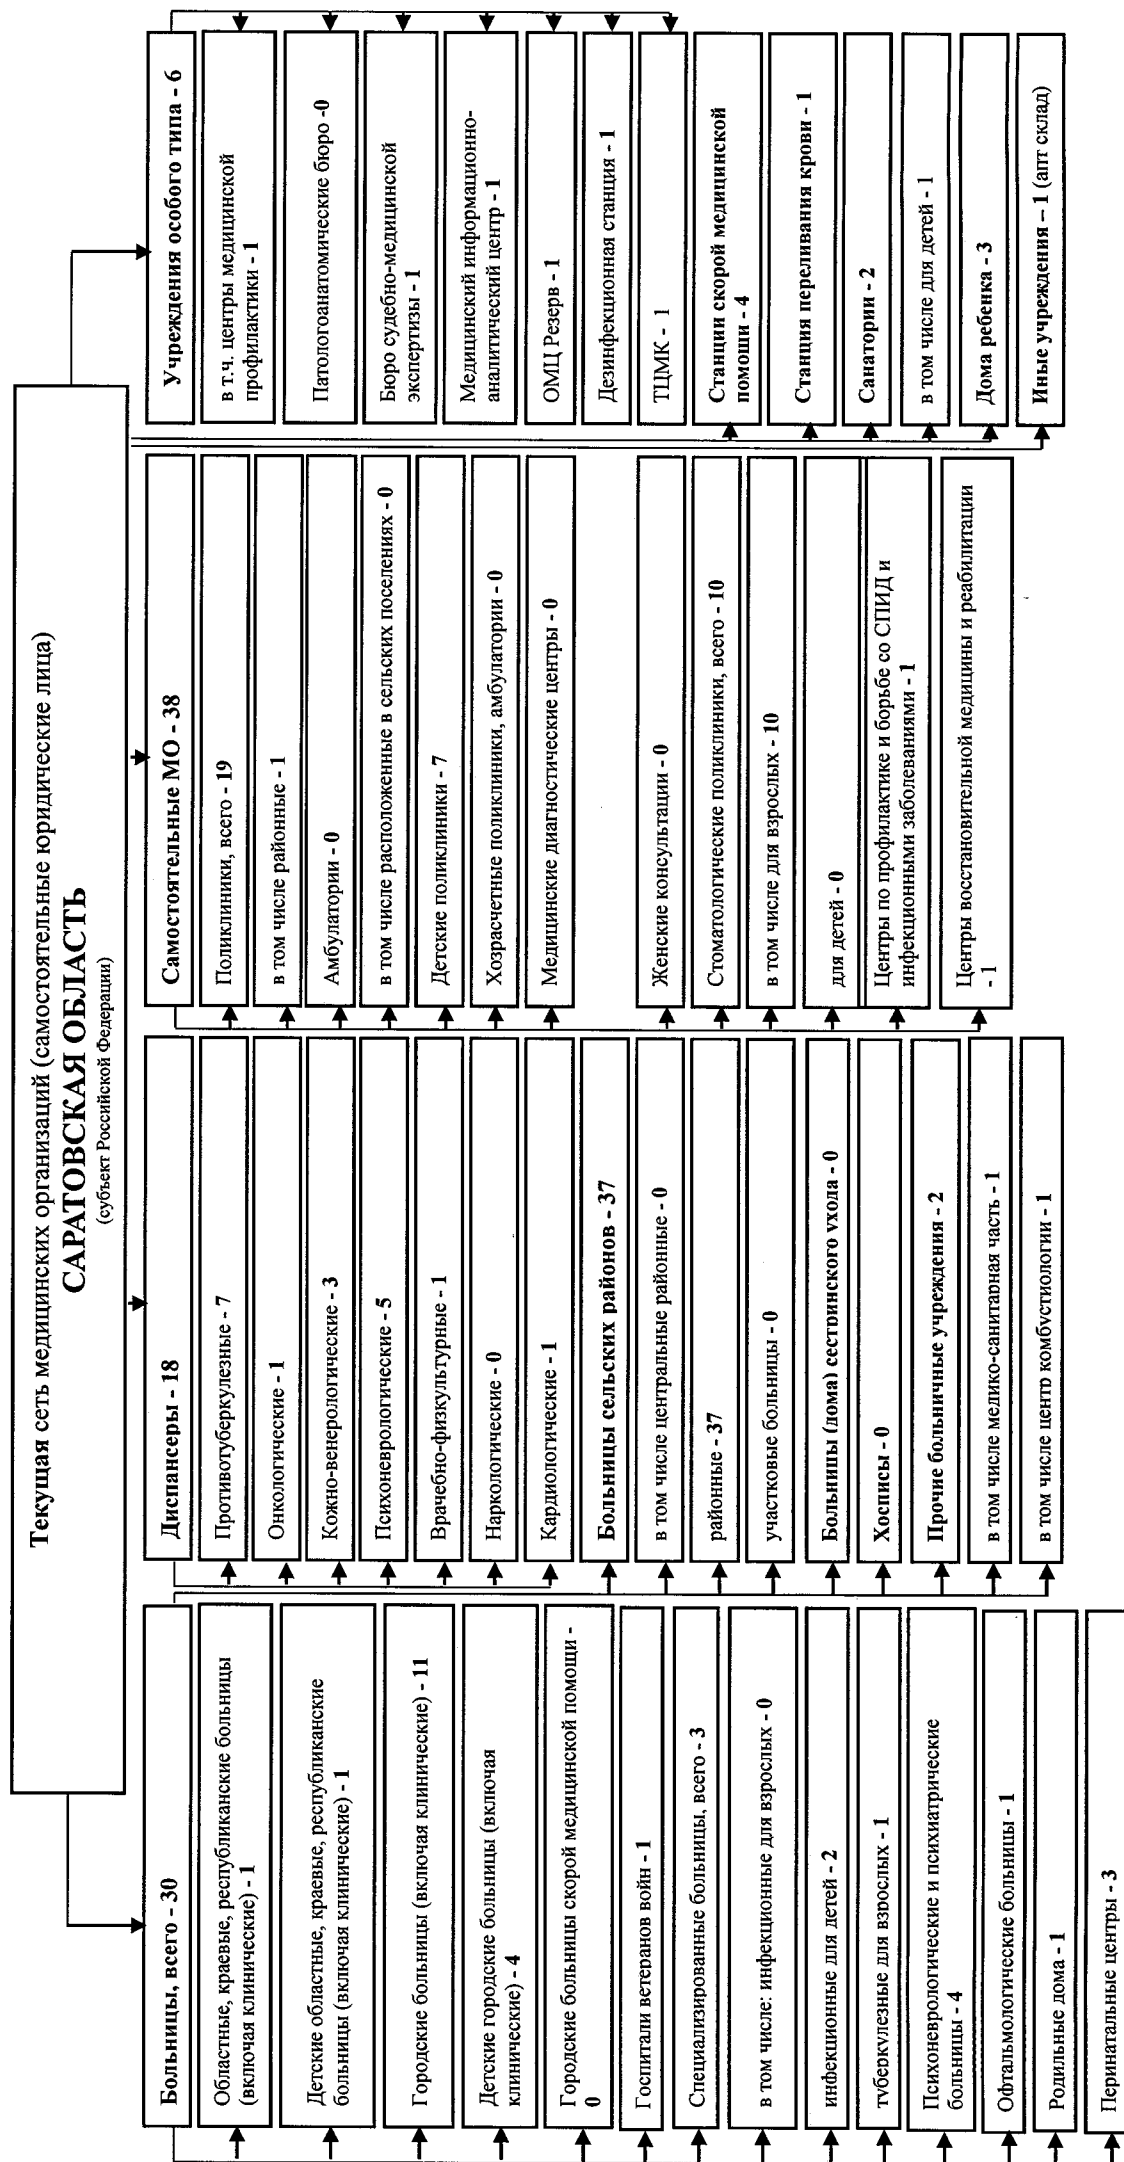 Текущая сеть медицинских организаций (самостоятельные юридические лица)
САРАТОВСКАЯ ОБЛАСТЬ
(субъект Российской Федерации)
Больницы, всего - 30
Областные, краевые, республиканские больницы
(включая клинические) - 1
Детские областные, краевые, республиканские
больницы (включая клинические) - 1
Городские больницы (включая клинические) - 11
Детские городские больницы (включая
клинические) - 4
Городские больницы скорой медицинской помощи -
0
Госпитали ветеранов войн - 1
Специализированные больницы, всего - 3
в том числе: инфекционные для взрослых - 0
инфекционные для детей - 2
туберкулезные для взрослых - 1
Психоневрологические и психиатрические
больницы - 4
Офтальмологические больницы - 1
Родильные дома - 1
Перинатальные центры - 3
Диспансеры - 18
Противотуберкулезные - 7
Онкологические - 1
Кожно-венерологические - 3
Психоневрологические - 5
Врачебно-физкультурные - 1
Наркологические - 0
Кардиологические - 1
Больницы сельских районов - 37
в том числе центральные районные - 0
районные - 37
участковые больницы - 0
Больницы (дома) сестринского ухода - 0
Хосписы - 0
Прочие больничные учреждения - 2
в том числе медико-санитарная часть - 1
в том числе центр комбустиологии - 1
Самостоятельные МО - 38
Поликлиники, всего - 19
в том числе районные - 1
Амбулатории - 0
в том числе расположенные в сельских поселениях - 0
Детские поликлиники - 7
Хозрасчетные поликлиники, амбулатории - 0
Медицинские диагностические центры - 0
Женские консультации - 0
Стоматологические поликлиники, всего - 10
в том числе для взрослых - 10
для детей - 0
Центры по профилактике и борьбе со СПИД и
инфекционными заболеваниями - 1
Центры восстановительной медицины и реабилитации
- 1
Учреждения особого типа - 6
в т.ч. центры медицинской
профилактики - 1
Патологоанатомические бюро -0
Бюро судебно-медицинской
экспертизы - 1
Медицинский информационно-
аналитический центр - 1
ОМЦ Резерв - 1
Дезинфекционная станция - 1
ТЦМК - 1
Станции скорой медицинской
помощи - 4
Станция переливания крови - 1
Санатории - 2
в том числе для детей - 1
Дома ребенка - 3
Иные учреждения – 1 (апт склад)